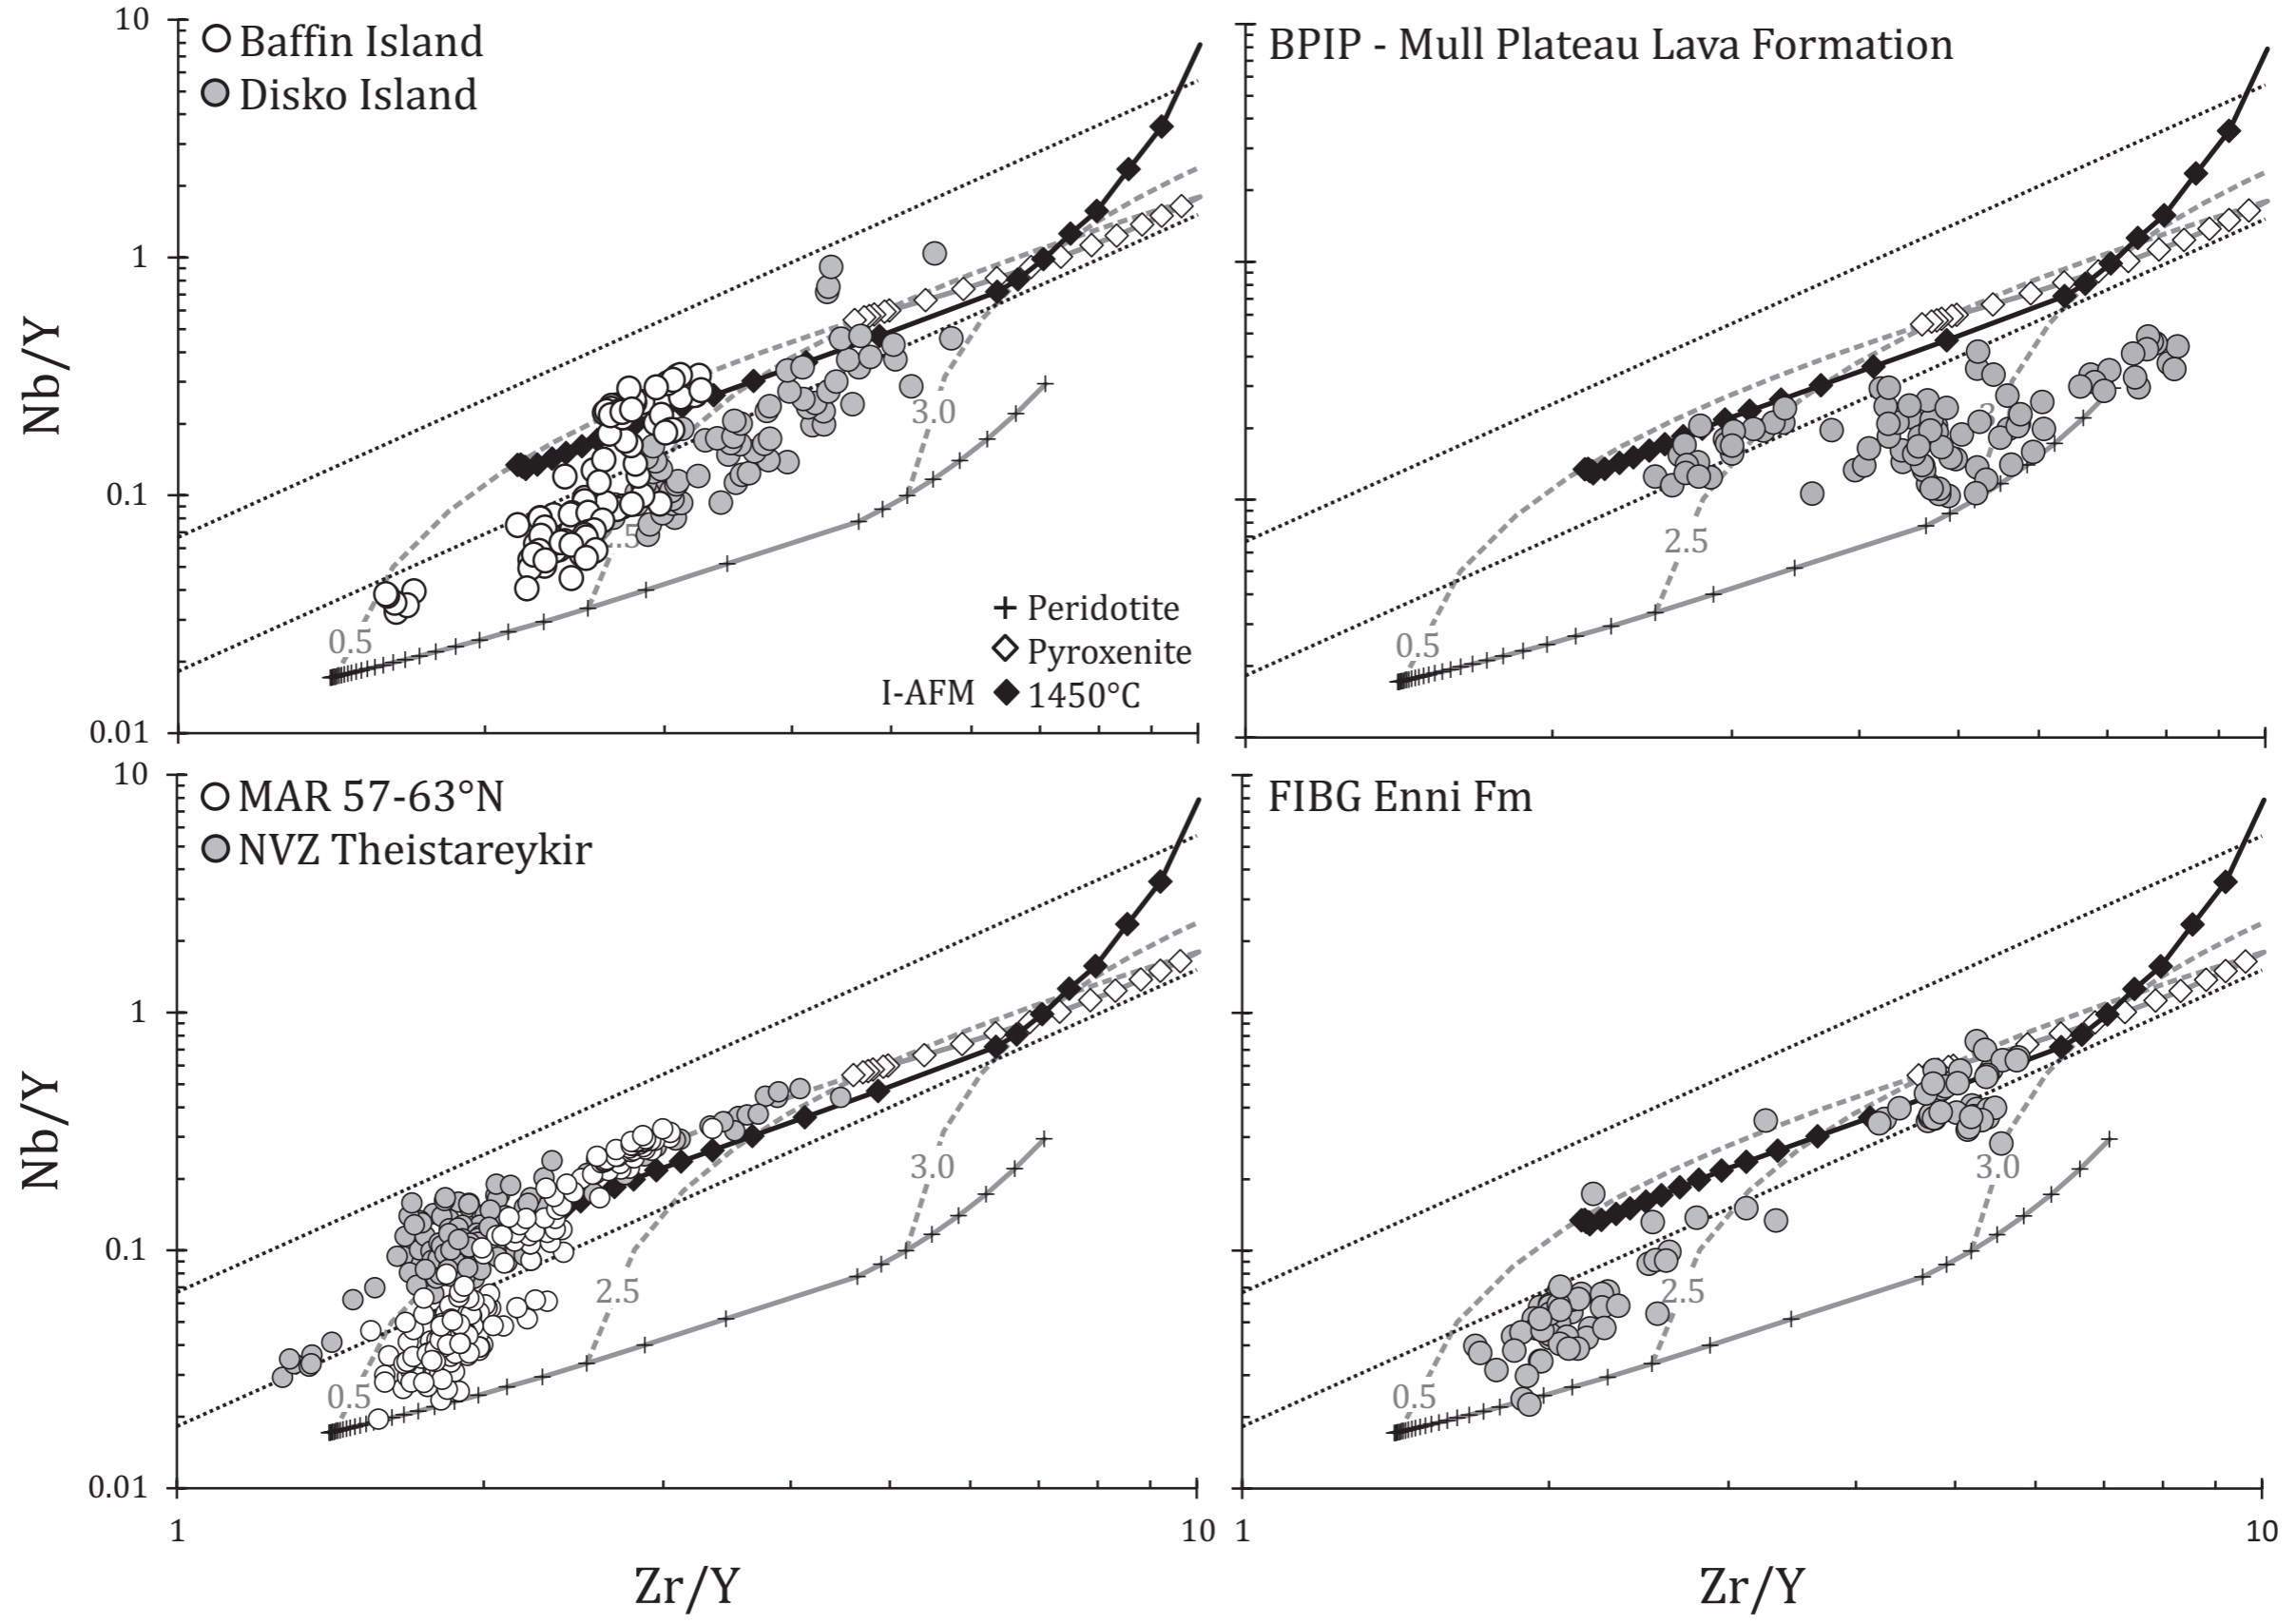 10
Baffin Island
Disko Island
1
Nb/Y
0.1
0.01
0.5
2.5
3.0
Peridotite
Pyroxenite
I-AFM 1450°C
BPIP - Mull Plateau Lava Formation
0.5
2.5
3
10
MAR 57-63°N
NVZ Theistareykir
1
Nb/Y
0.1
0.01
0.5
2.5
3.0
1
10
Zr/Y
FIBG Enni Fm
0.5
2.5
3.0
1
10
Zr/Y